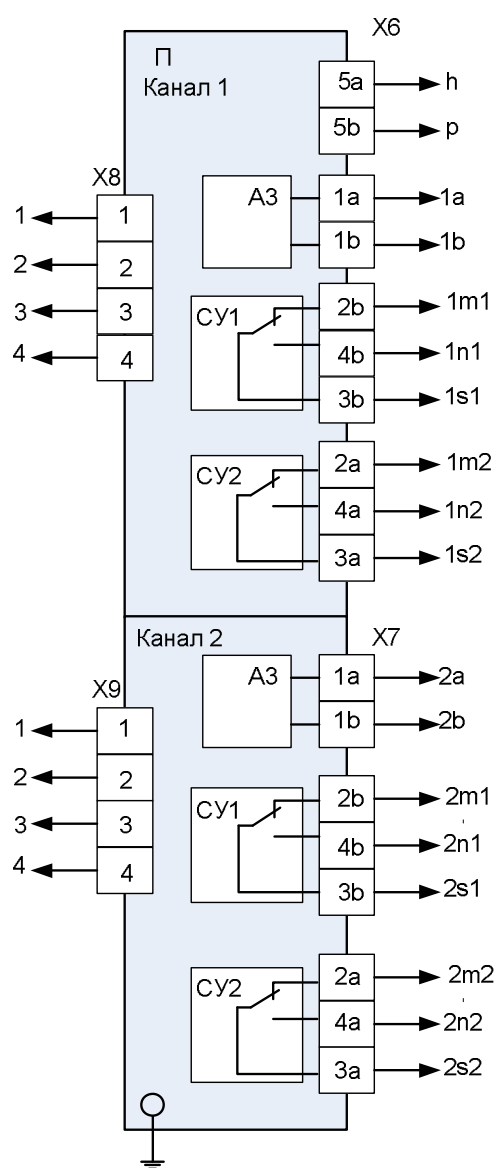 X6
П
Канал 1
5a h
5b p
X8
А3 1a 1a
1 1
1b 1b
2 2
СУ1 2b 1m1
3 3
4b 1n1
4 4
3b 1s1
СУ2 2a 1m2
4a 1n2
3a 1s2
Канал 2 X7
X9
А3 1a 2a
1 1
1b 2b
2 2
СУ1 2b 2m1
3 3
4b 2n1
4 4
3b 2s1
СУ2 2a 2m2
4a 2n2
3a 2s2